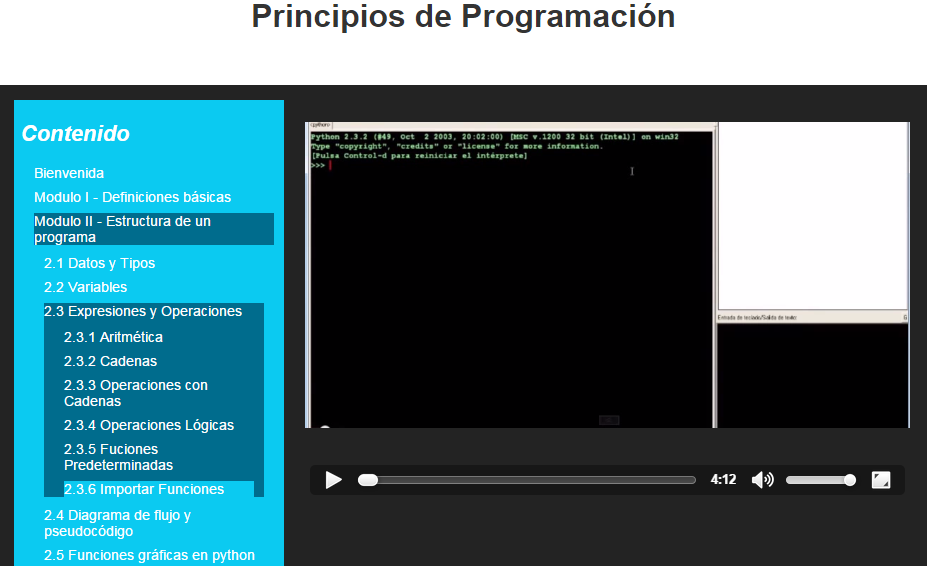 Principios de Programación
Contenido
Bienvenida
Modulo I - Definiciones básicas
Modulo II - Estructura de un
programa
2.1 Datos y Tipos
2.2 Variables
2.3 Expresiones y Operaciones
2.3.1 Aritmética
2.3.2 Cadenas
2.3.3 Operaciones con
Cadenas
2.3.4 Operaciones Lógicas
2.3.5 Fuciones
Predeterminadas
2.3.6 Importar Funciones
2.4 Diagrama de flujo y
pseudocódigo
2.5 Funciones gráficas en python
Python 2.3.2 (#49, Oct  2 2003, 20:02:00) [MSC v.1200 32 bit (Intel)] on win32
Type "copyright", "credits" or "license" for more information.
[Pulsa Control-d para reiniciar el intérprete]
>>>
Entrada de teclado/Salida de texto:
4:12